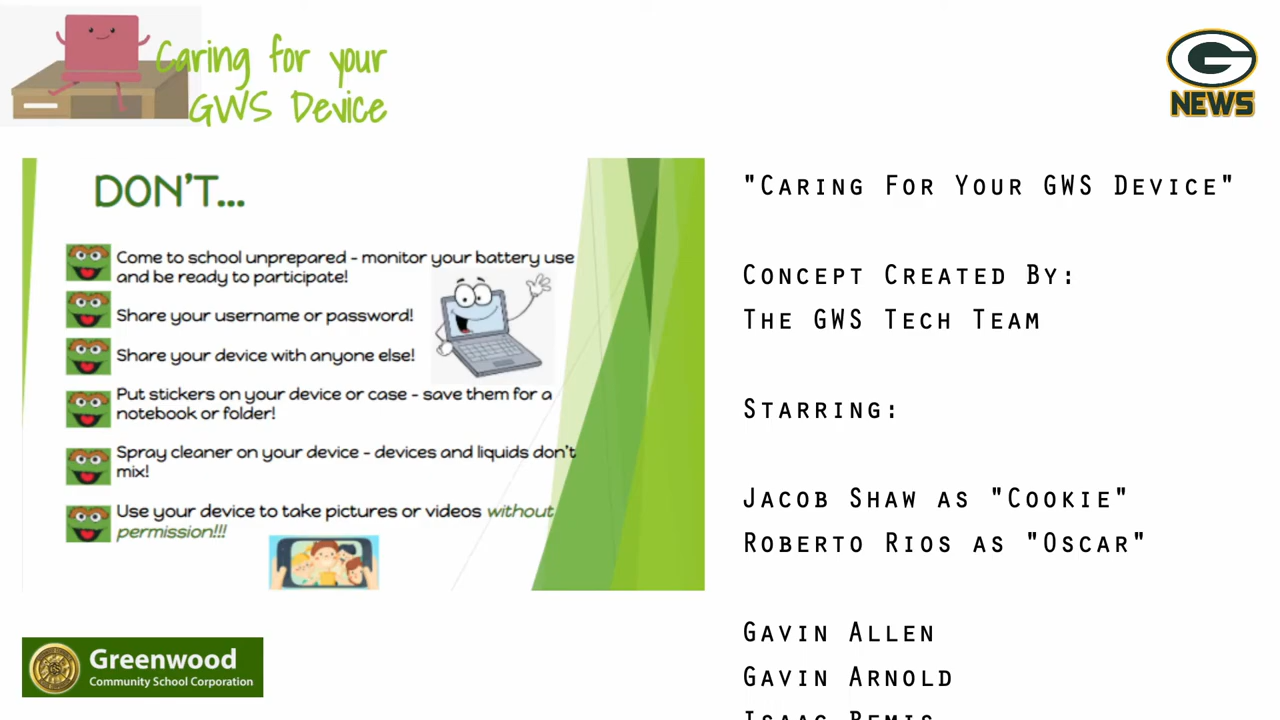 Caring for your
GWS Device
G
NEWS
DON'T...
Come to school unprepared - monitor your battery use
and be ready to participate!
Share your username or password!
Share your device with anyone else!
Put stickers on your device or case - save them for a
notebook or folder!
Spray cleaner on your device - devices and liquids don't
mix!
Use your device to take pictures or videos without
permission!!!
Greenwood
Community School Corporation
"Caring For Your GWS Device"
Concept Created By:
The GWS Tech Team
Starring:
Jacob Shaw as "Cookie"
Roberto Rios as "Oscar"
Gavin Allen
Gavin Arnold